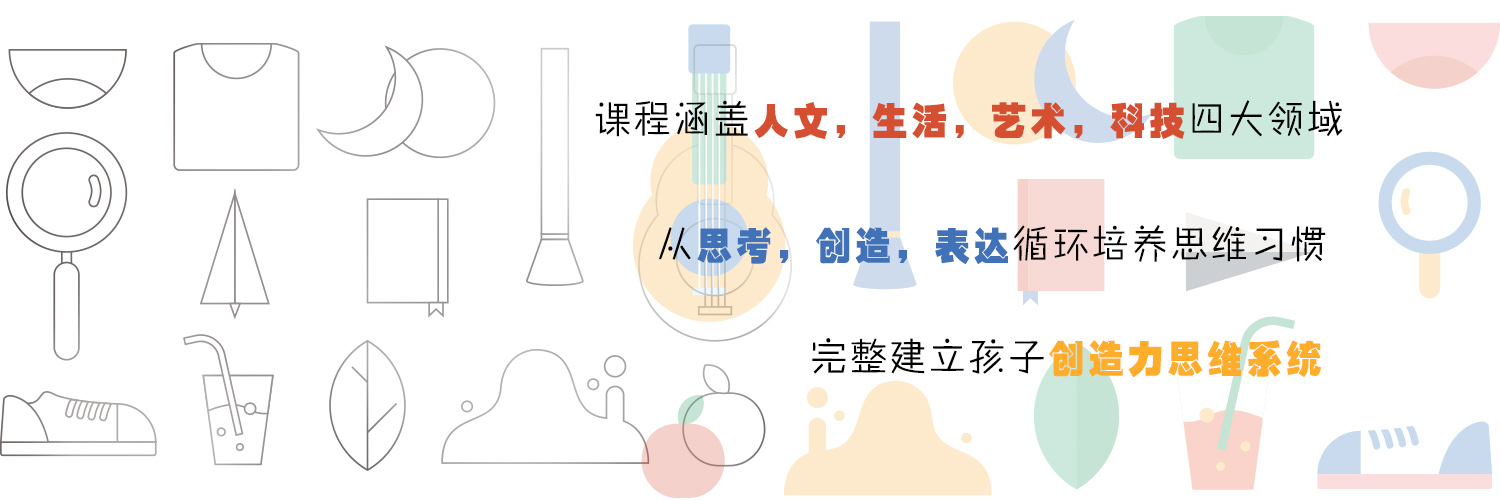 课程涵盖人文，生活，艺术，科技四大领域
从思考，创造，表达循环培养思维习惯
完整建立孩子创造力思维系统